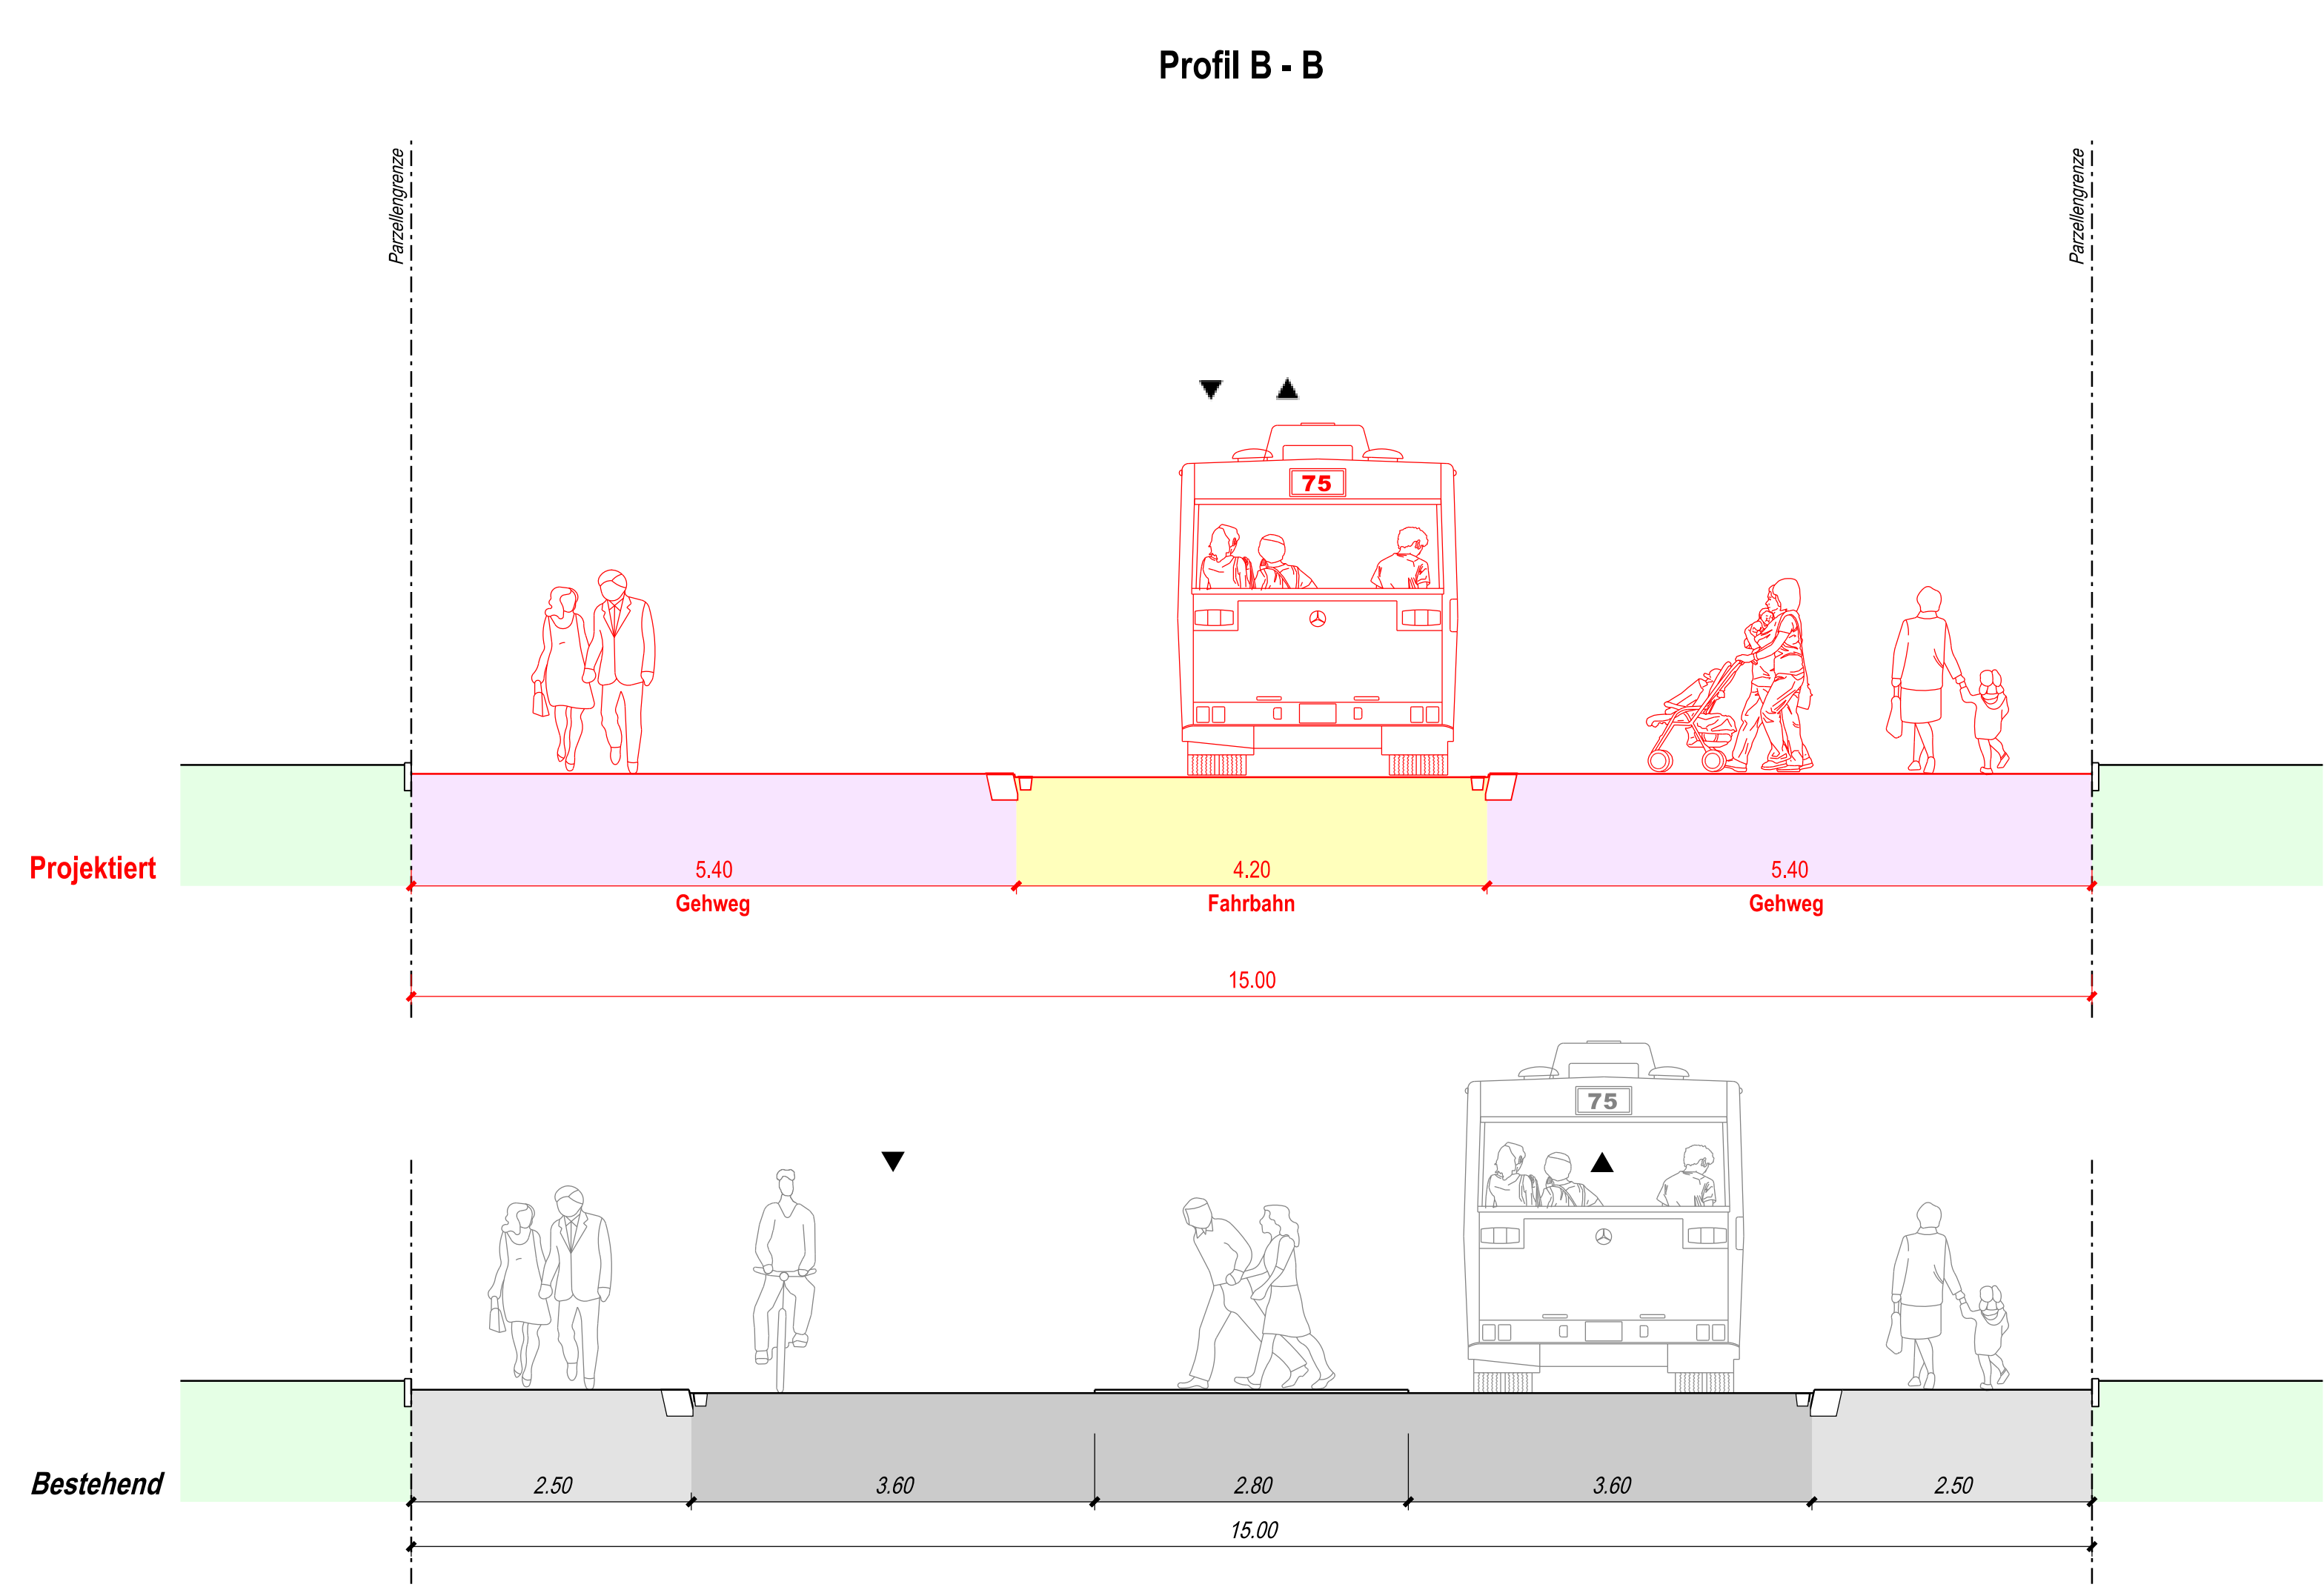 Profil B - B
Parzellengrenze
Parzellengrenze
75
Projektiert
5.40
4.20
5.40
Gehweg
Fahrbahn
Gehweg
15.00
75
Bestehend
2.50
3.60
2.80
3.60
2.50
15.00